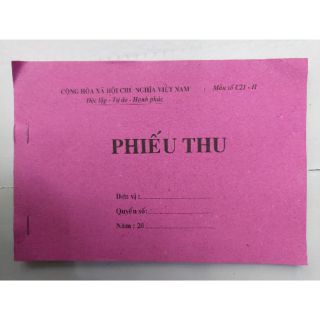 CỘNG HÒA XÃ HỘI CHỦ NGHĨA VIỆT NAM Mẫu số C21 - H
Độc lập - Tự do - Hạnh phúc
PHIẾU THU
Đơn vị :
Quyển số:
Năm : 20